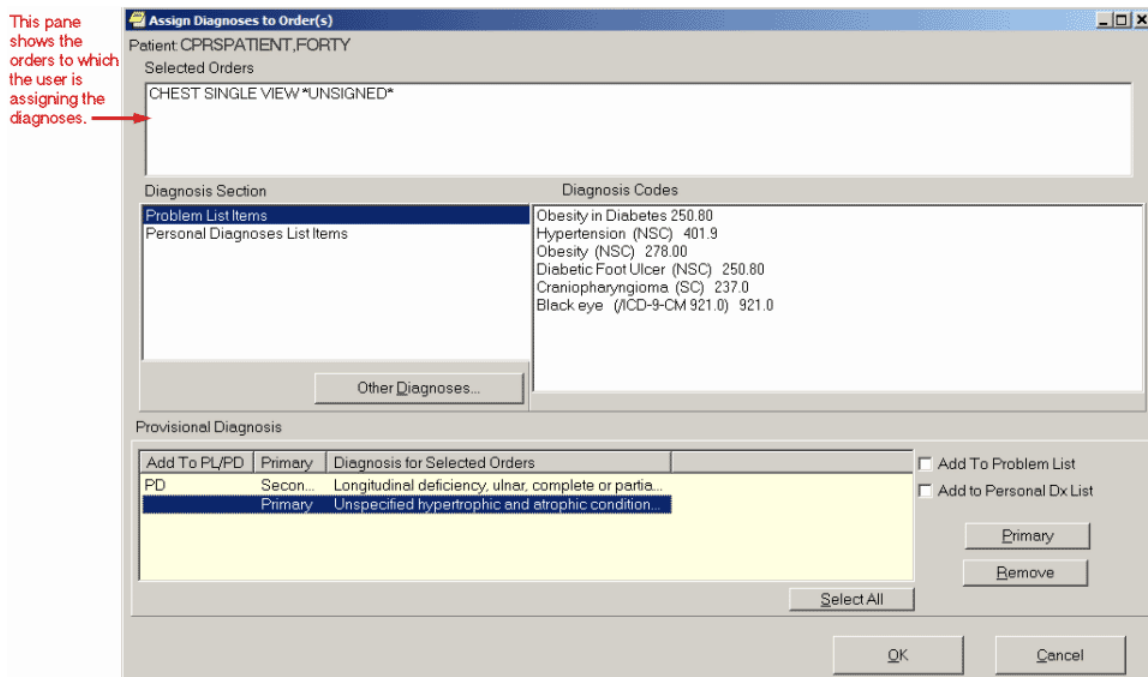 This pane
shows the
orders to which
the user is
assigning the
diagnoses.
Assign Diagnoses to Order(s)
Patient: CPRSPATIENT,FORTY
Selected Orders
CHEST SINGLE VIEW *UNSIGNED*
Diagnosis Section
Diagnosis Codes
Problem List Items
Personal Diagnoses List Items
Obesity in Diabetes 250.80
Hypertension (NSC) 401.9
Obesity (NSC) 278.00
Diabetic Foot Ulcer (NSC) 250.80
Craniopharyngioma (SC) 237.0
Black eye (/ICD-9-CM 921.0) 921.0
Other Diagnoses...
Provisional Diagnosis
Add To PL/PD Primary Diagnosis for Selected Orders
PD Secon... Longitudinal deficiency, ulnar, complete or partia...
Primary Unspecified hypertrophic and atrophic condition...
Add To Problem List
Add to Personal Dx List
Primary
Remove
Select All
OK
Cancel